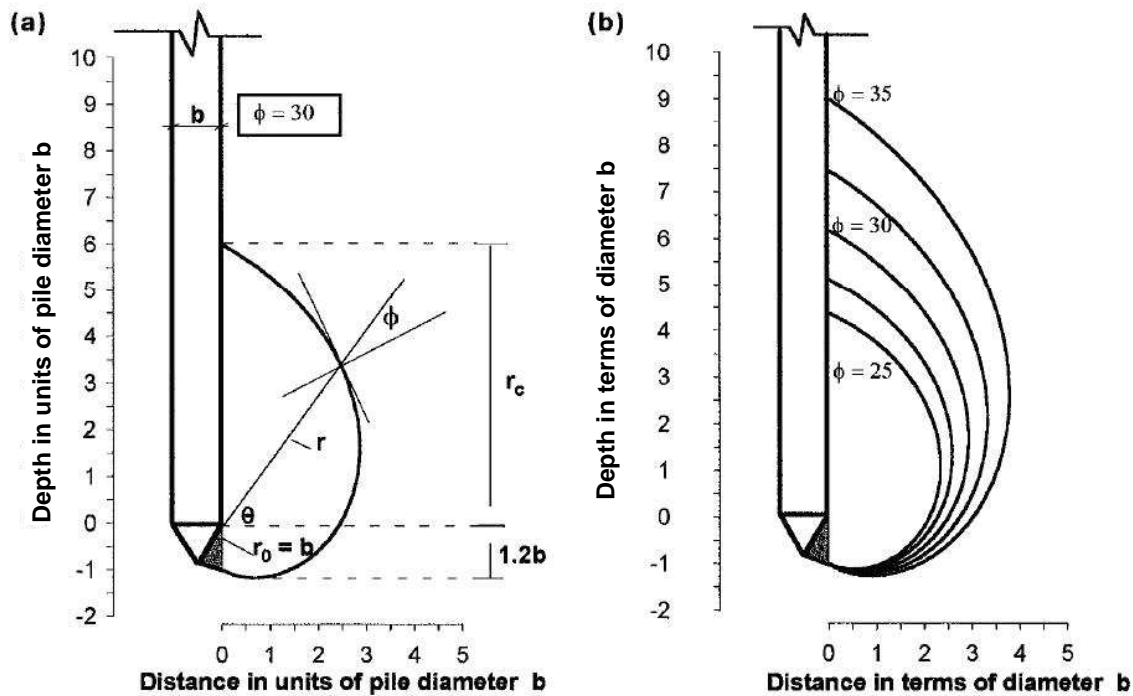 (a)
Depth in units of pile diameter b
10
9
8
7
6
5
4
3
2
1
0
-1
-2
b
ϕ = 30
ϕ
r
θ
r₀ = b
r_c
1.2b
0 1 2 3 4 5
Distance in units of pile diameter b
(b)
Depth in terms of diameter b
10
9
8
7
6
5
4
3
2
1
0
-1
-2
ϕ = 35
ϕ = 30
ϕ = 25
0 1 2 3 4 5
Distance in terms of diameter b